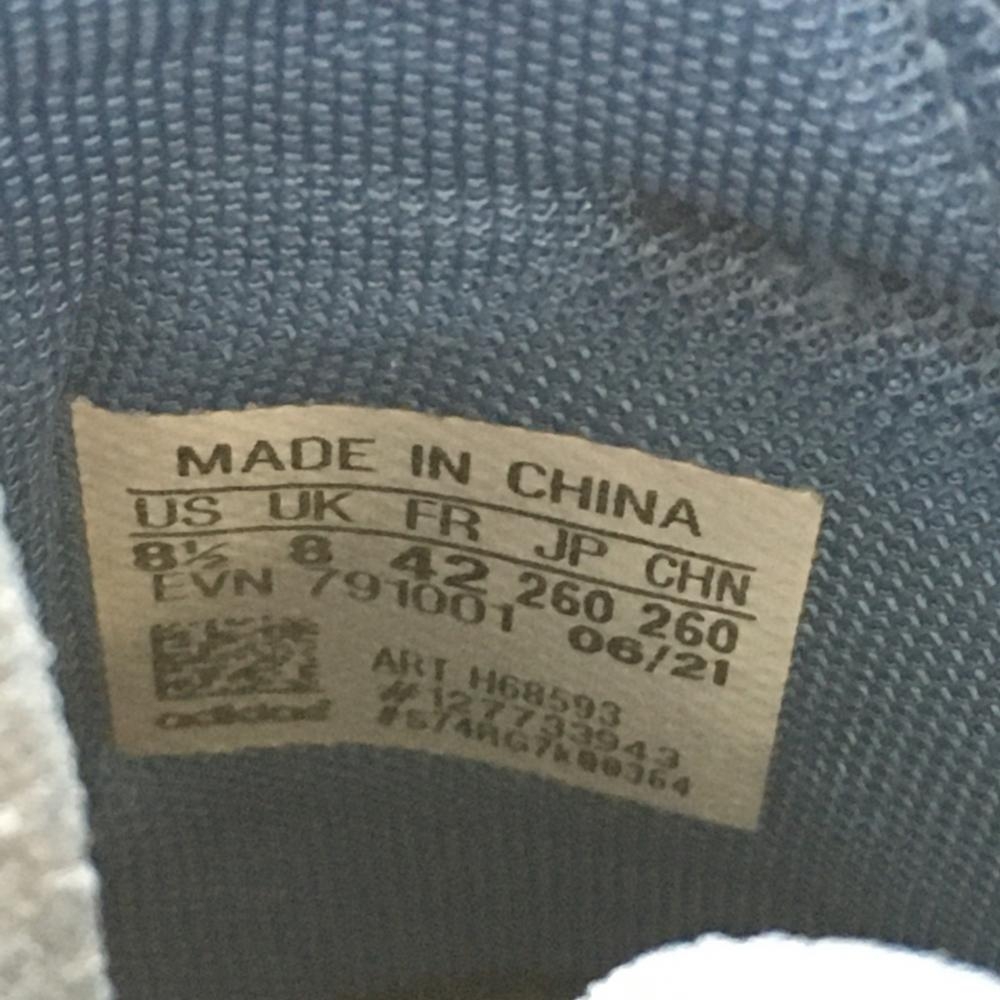 MADE IN CHINA
US UK FR JP CHN
8½ 8 42 260 260
EVN 791001 06/21
ART H68593
#127733943
adidas